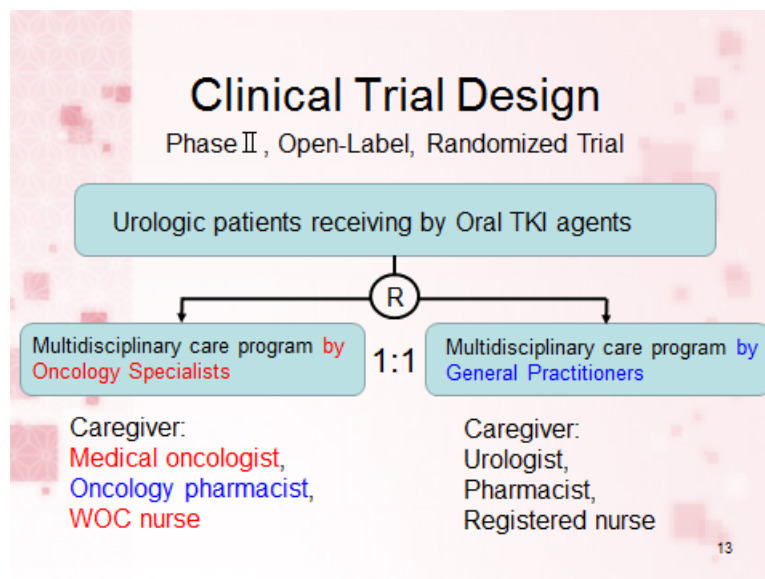 Clinical Trial Design
PhaseⅡ, Open-Label, Randomized Trial
Urologic patients receiving by Oral TKI agents
R
Multidisciplinary care program by
Oncology Specialists
1:1
Multidisciplinary care program by
General Practitioners
Caregiver:
Medical oncologist,
Oncology pharmacist,
WOC nurse
Caregiver:
Urologist,
Pharmacist,
Registered nurse
13